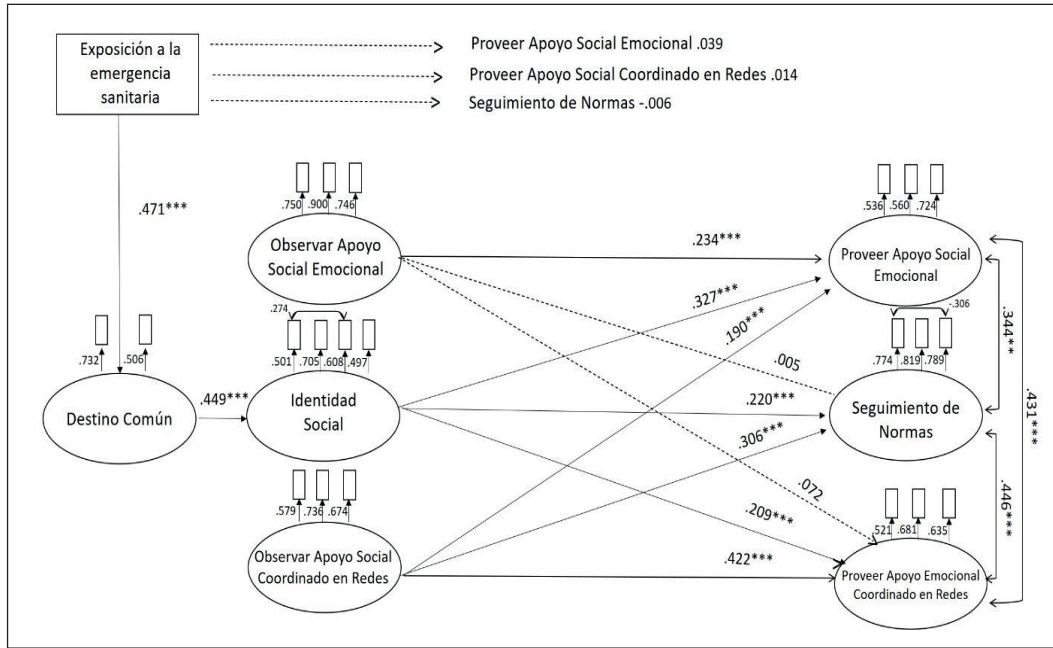 Exposición a la
emergencia
sanitaria
Proveer Apoyo Social Emocional .039
Proveer Apoyo Social Coordinado en Redes .014
Seguimiento de Normas -.006
.471***
.750 .900 .746
Observar Apoyo
Social Emocional
.234***
.536 .560 .724
Proveer Apoyo Social
Emocional
.327***
.190***
.274
-.306
.344**
.501 .705 .608 .497
.774 .819 .789
.005
.732 .506
Destino Común
.449***
Identidad
Social
.220***
Seguimiento de
Normas
.431***
.306***
.072
.446***
.579 .736 .674
.209***
.521 .681 .635
Observar Apoyo Social
Coordinado en Redes
.422***
Proveer Apoyo Emocional
Coordinado en Redes